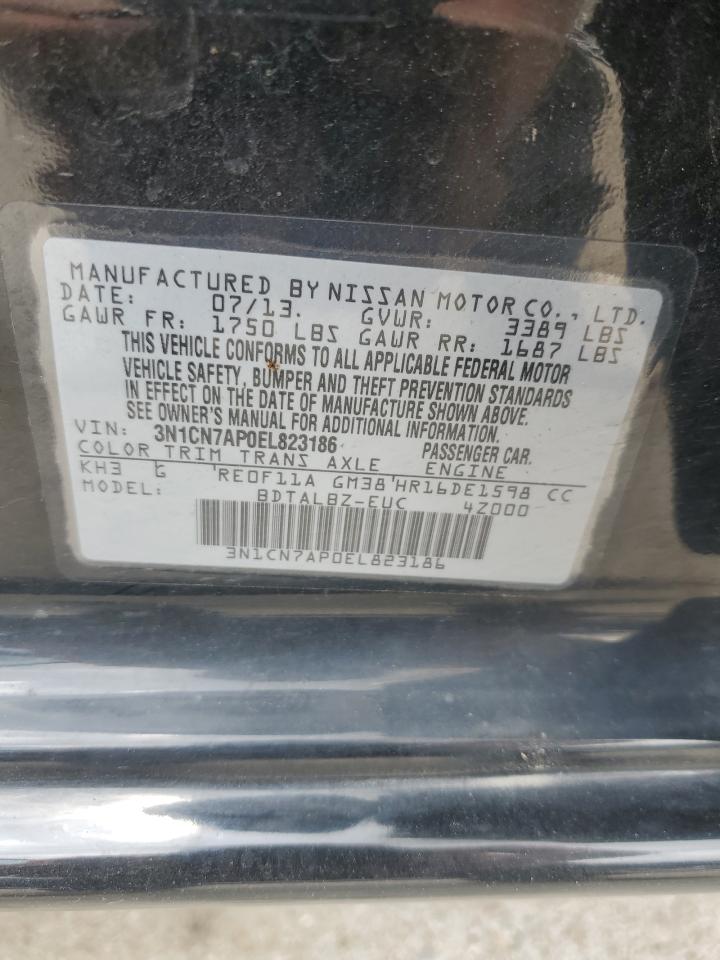 MANUFACTURED BY NISSAN MOTOR CO., LTD.
DATE: 07/13. GVWR: 3389 LBS
GAWR FR: 1750 LBS GAWR RR: 1687 LBS
THIS VEHICLE CONFORMS TO ALL APPLICABLE FEDERAL MOTOR
VEHICLE SAFETY, BUMPER AND THEFT PREVENTION STANDARDS
IN EFFECT ON THE DATE OF MANUFACTURE SHOWN ABOVE.
SEE OWNER'S MANUAL FOR ADDITIONAL INFORMATION.
VIN: 3N1CN7AP0EL823186 PASSENGER CAR.
COLOR TRIM TRANS AXLE ENGINE
KH3 G 'RE0F11A GM38'HR16DE1598 CC
MODEL: BDTALBZ-EUC 4Z000
3N1CN7AP0EL823186